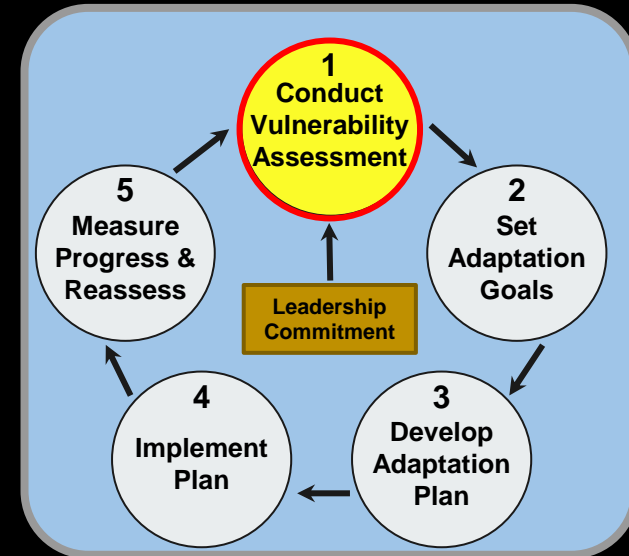 1
Conduct
Vulnerability
Assessment
2
Set
Adaptation
Goals
3
Develop
Adaptation
Plan
4
Implement
Plan
5
Measure
Progress &
Reassess
Leadership
Commitment